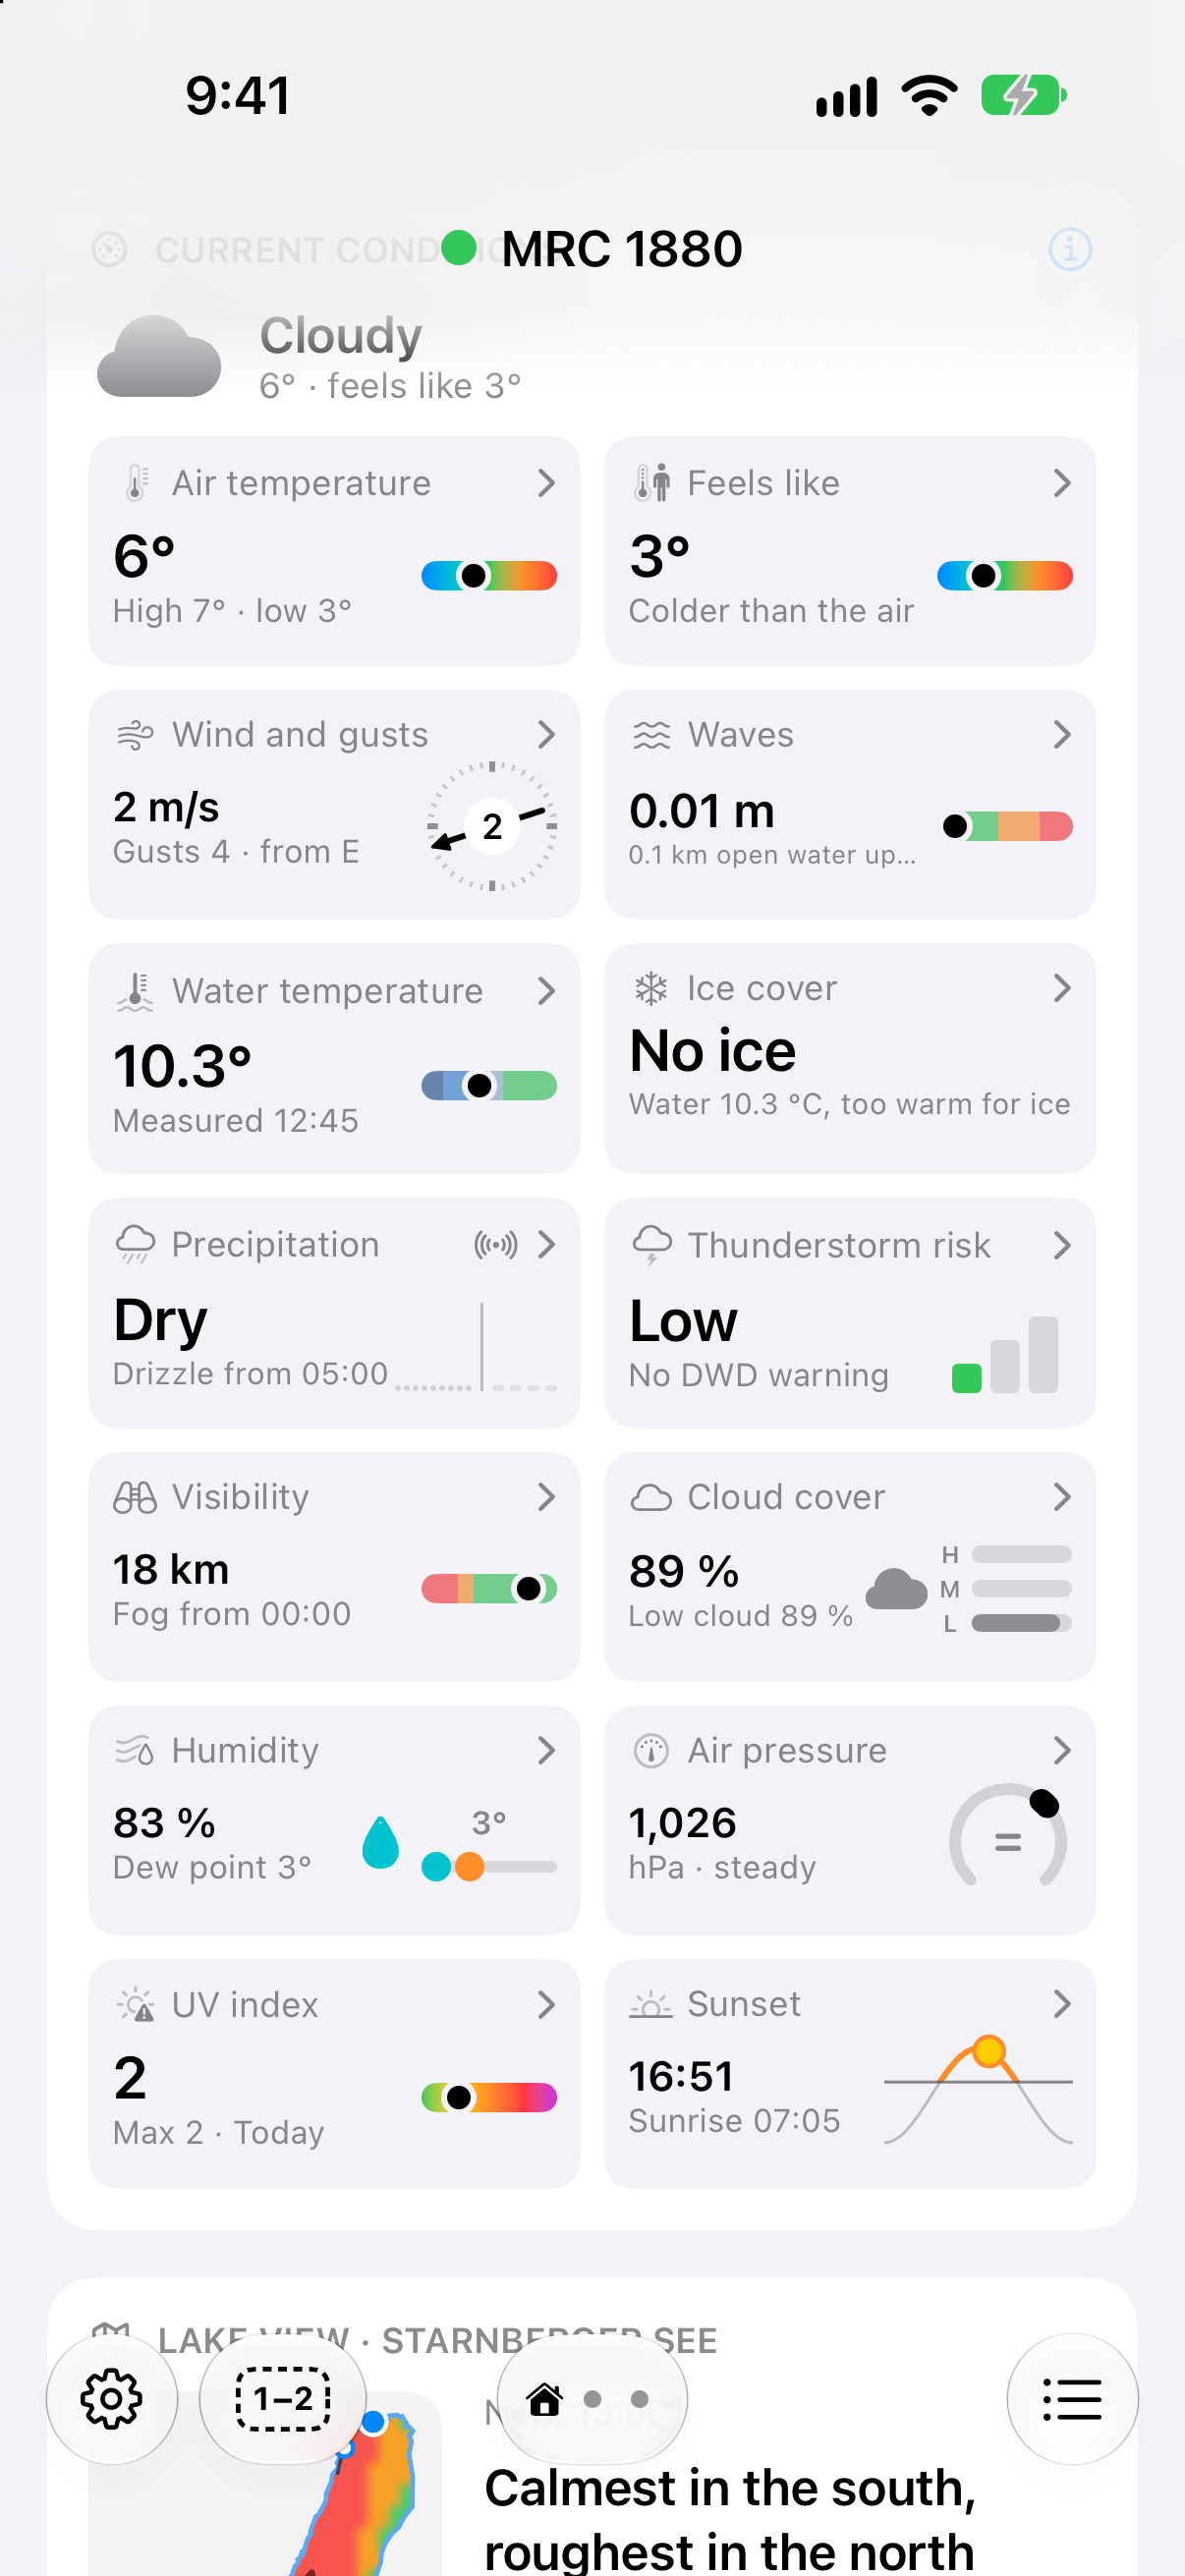 9:41
MRC 1880
CURRENT CONDITIONS
Cloudy
6° · feels like 3°
Air temperature
6°
High 7° · low 3°
Feels like
3°
Colder than the air
Wind and gusts
2 m/s
Gusts 4 · from E
2
Waves
0.01 m
0.1 km open water up...
Water temperature
10.3°
Measured 12:45
Ice cover
No ice
Water 10.3 °C, too warm for ice
Precipitation
Dry
Drizzle from 05:00
Thunderstorm risk
Low
No DWD warning
Visibility
18 km
Fog from 00:00
Cloud cover
89 %
Low cloud 89 %
H
M
L
Humidity
83 %
Dew point 3°
3°
Air pressure
1,026
hPa · steady
=
UV index
2
Max 2 · Today
Sunset
16:51
Sunrise 07:05
LAKE VIEW · STARNBERGER SEE
1–2
Calmest in the south,
roughest in the north